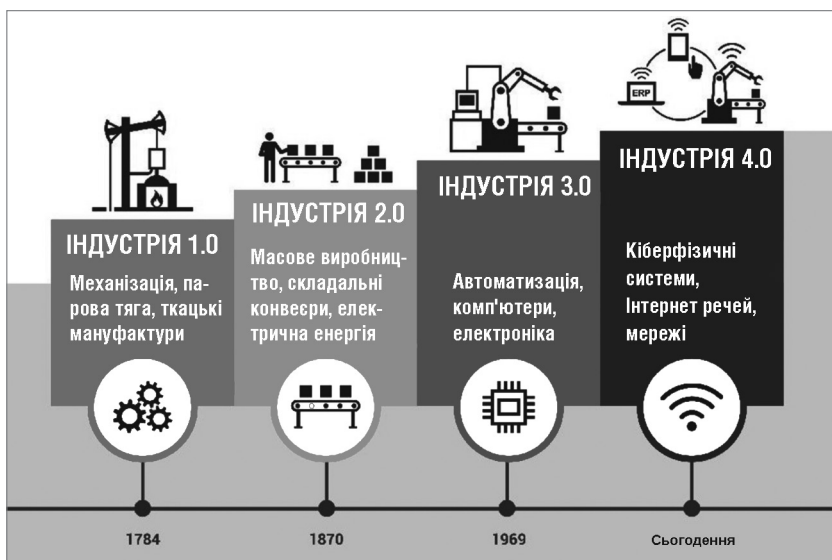 ERP
ІНДУСТРІЯ 1.0
Механізація, па-
рова тяга, ткацькі
мануфактури
ІНДУСТРІЯ 2.0
Масове виробниц-
тво, складальні
конвеєри, елек-
трична енергія
ІНДУСТРІЯ 3.0
Автоматизація,
комп'ютери,
електроніка
ІНДУСТРІЯ 4.0
Кіберфізичні
системи,
Інтернет речей,
мережі
1784
1870
1969
Сьогодення